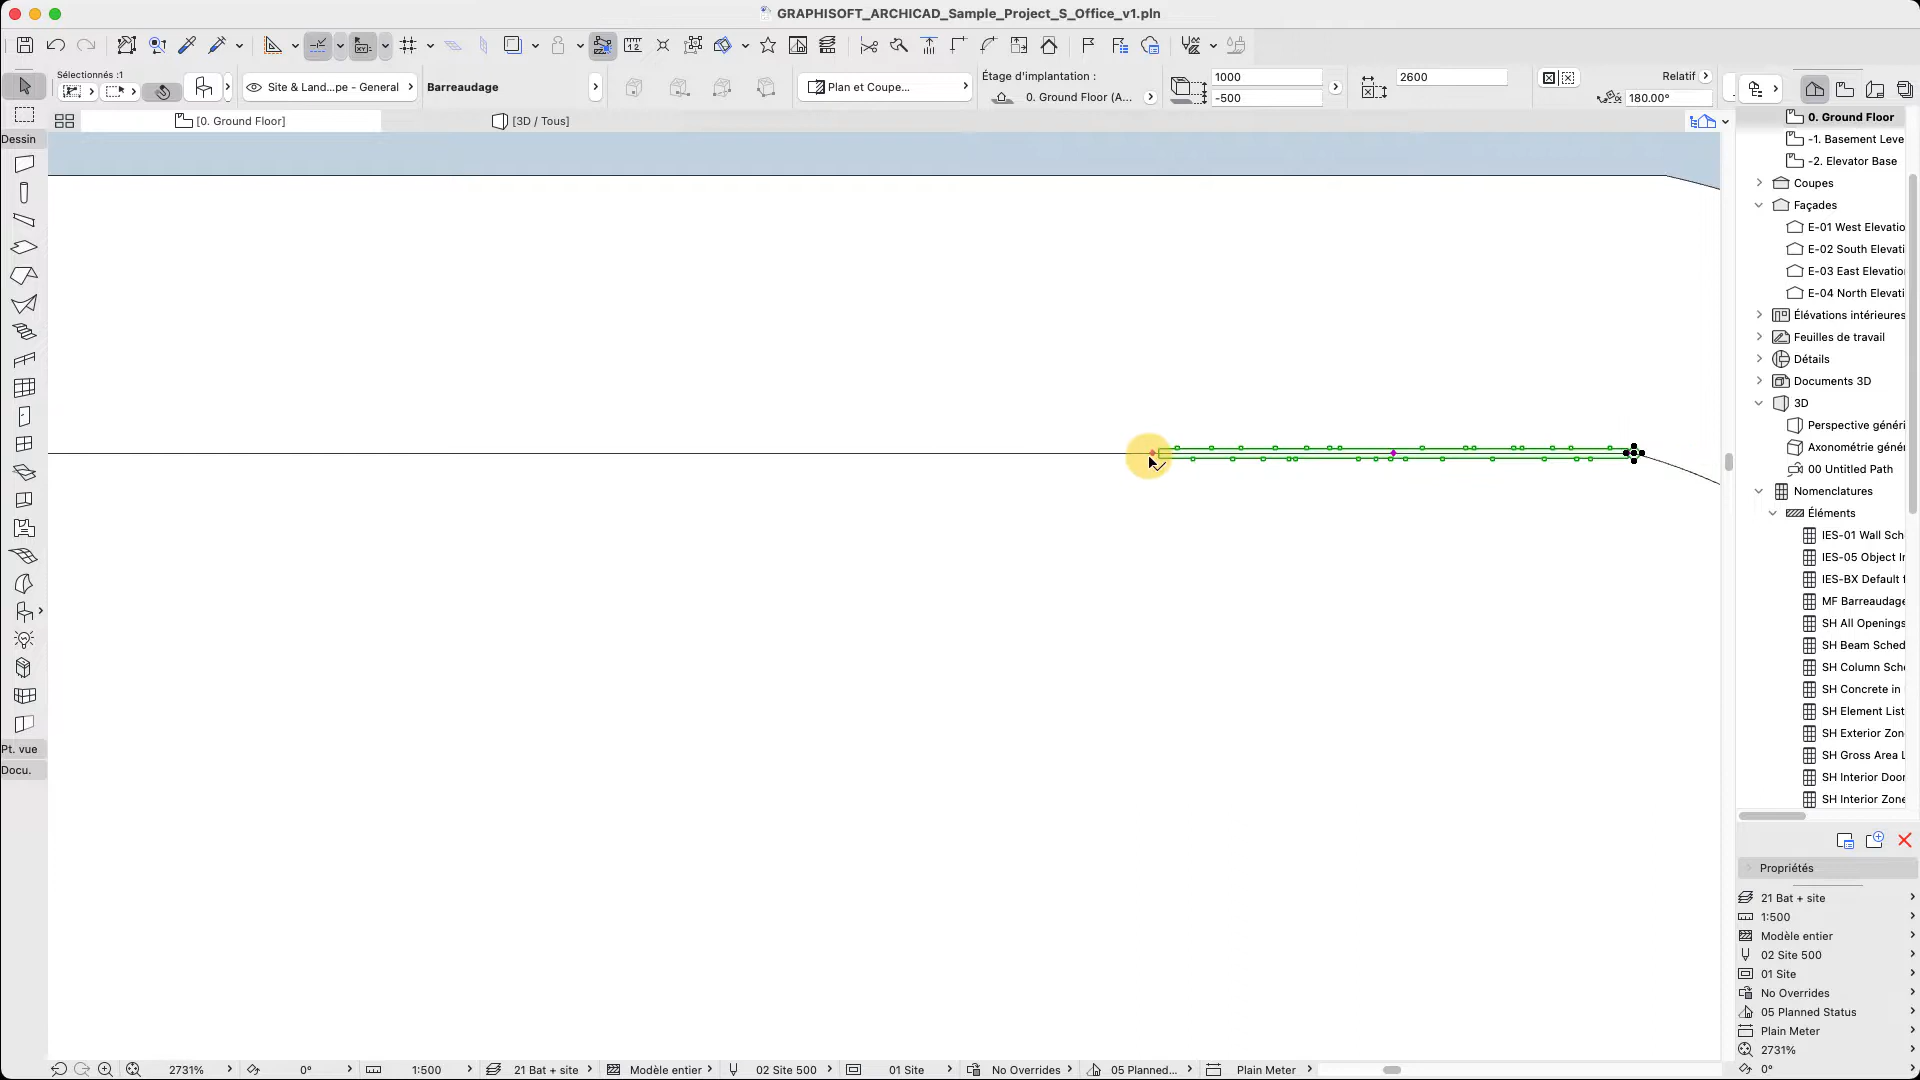 GRAPHISOFT_ARCHICAD_Sample_Project_S_Office_v1.pln
Sélectionnés :1
Site & Land...pe - General
Barreaudage
Plan et Coupe...
Étage d'implantation :
0. Ground Floor (A...
1000
-500
2600
Relatif
180.00°
[0. Ground Floor]
[3D / Tous]
Dessin
Pt. vue
Docu.
0. Ground Floor
-1. Basement Leve
-2. Elevator Base
Coupes
Façades
E-01 West Elevatio
E-02 South Elevati
E-03 East Elevatio
E-04 North Elevati
Élévations intérieures
Feuilles de travail
Détails
Documents 3D
3D
Perspective généri
Axonométrie génér
00 Untitled Path
Nomenclatures
Éléments
IES-01 Wall Sch
IES-05 Object In
IES-BX Default f
MF Barreaudage
SH All Openings
SH Beam Sched
SH Column Sche
SH Concrete in
SH Element List
SH Exterior Zon
SH Gross Area L
SH Interior Door
SH Interior Zone
Propriétés
21 Bat + site
1:500
Modèle entier
02 Site 500
01 Site
No Overrides
05 Planned Status
Plain Meter
2731%
0°
2731%
0°
1:500
21 Bat + site
Modèle entier
02 Site 500
01 Site
No Overrides
05 Planned...
Plain Meter